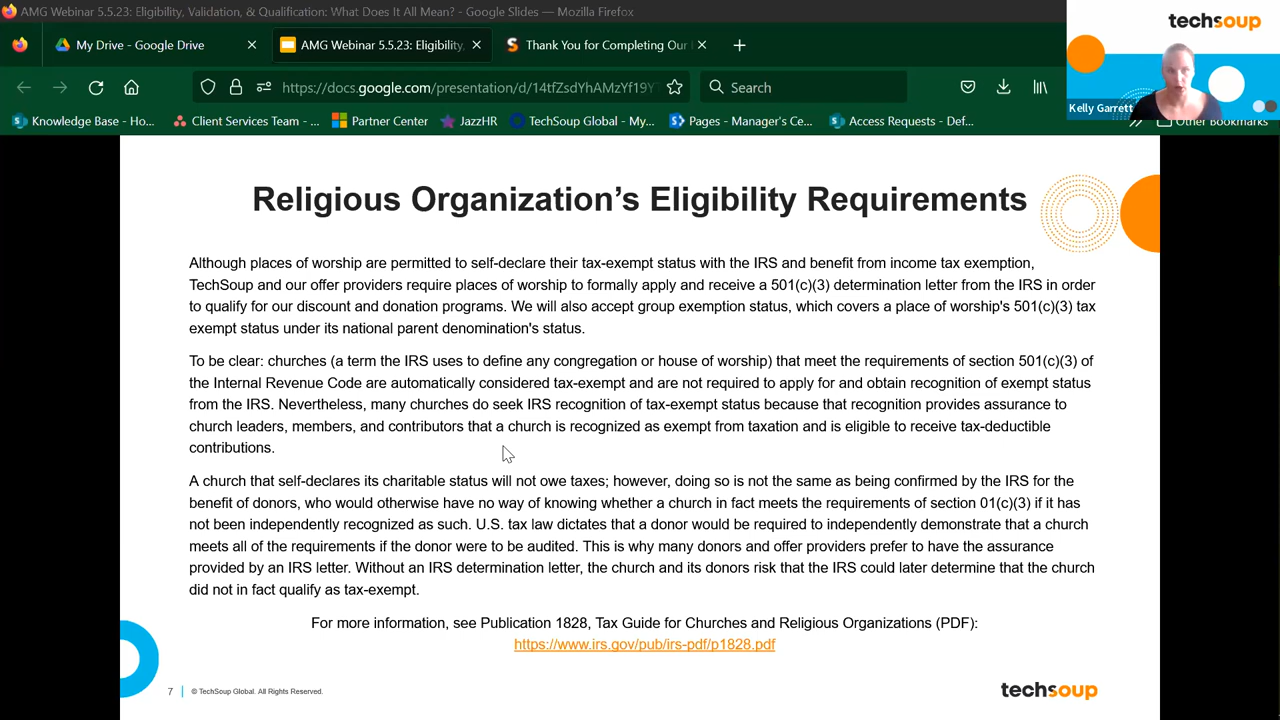 AMG Webinar 5.5.23: Eligibility, Validation, & Qualification: What Does It All Mean? - Google Slides — Mozilla Firefox
My Drive - Google Drive
AMG Webinar 5.5.23: Eligibility,
Thank You for Completing Our
https://docs.google.com/presentation/d/14tfZsdYhAMzYf19Y
Search
techsoup
Kelly Garrett
Knowledge Base - Ho...
Client Services Team - ...
Partner Center
JazzHR
TechSoup Global - My...
Pages - Manager's Ce...
Access Requests - Def...
Other Bookmarks
Religious Organization's Eligibility Requirements
Although places of worship are permitted to self-declare their tax-exempt status with the IRS and benefit from income tax exemption,
TechSoup and our offer providers require places of worship to formally apply and receive a 501(c)(3) determination letter from the IRS in order
to qualify for our discount and donation programs. We will also accept group exemption status, which covers a place of worship's 501(c)(3) tax
exempt status under its national parent denomination's status.
To be clear: churches (a term the IRS uses to define any congregation or house of worship) that meet the requirements of section 501(c)(3) of
the Internal Revenue Code are automatically considered tax-exempt and are not required to apply for and obtain recognition of exempt status
from the IRS. Nevertheless, many churches do seek IRS recognition of tax-exempt status because that recognition provides assurance to
church leaders, members, and contributors that a church is recognized as exempt from taxation and is eligible to receive tax-deductible
contributions.
A church that self-declares its charitable status will not owe taxes; however, doing so is not the same as being confirmed by the IRS for the
benefit of donors, who would otherwise have no way of knowing whether a church in fact meets the requirements of section 01(c)(3) if it has
not been independently recognized as such. U.S. tax law dictates that a donor would be required to independently demonstrate that a church
meets all of the requirements if the donor were to be audited. This is why many donors and offer providers prefer to have the assurance
provided by an IRS letter. Without an IRS determination letter, the church and its donors risk that the IRS could later determine that the church
did not in fact qualify as tax-exempt.
For more information, see Publication 1828, Tax Guide for Churches and Religious Organizations (PDF):
https://www.irs.gov/pub/irs-pdf/p1828.pdf
7
© TechSoup Global. All Rights Reserved.
techsoup